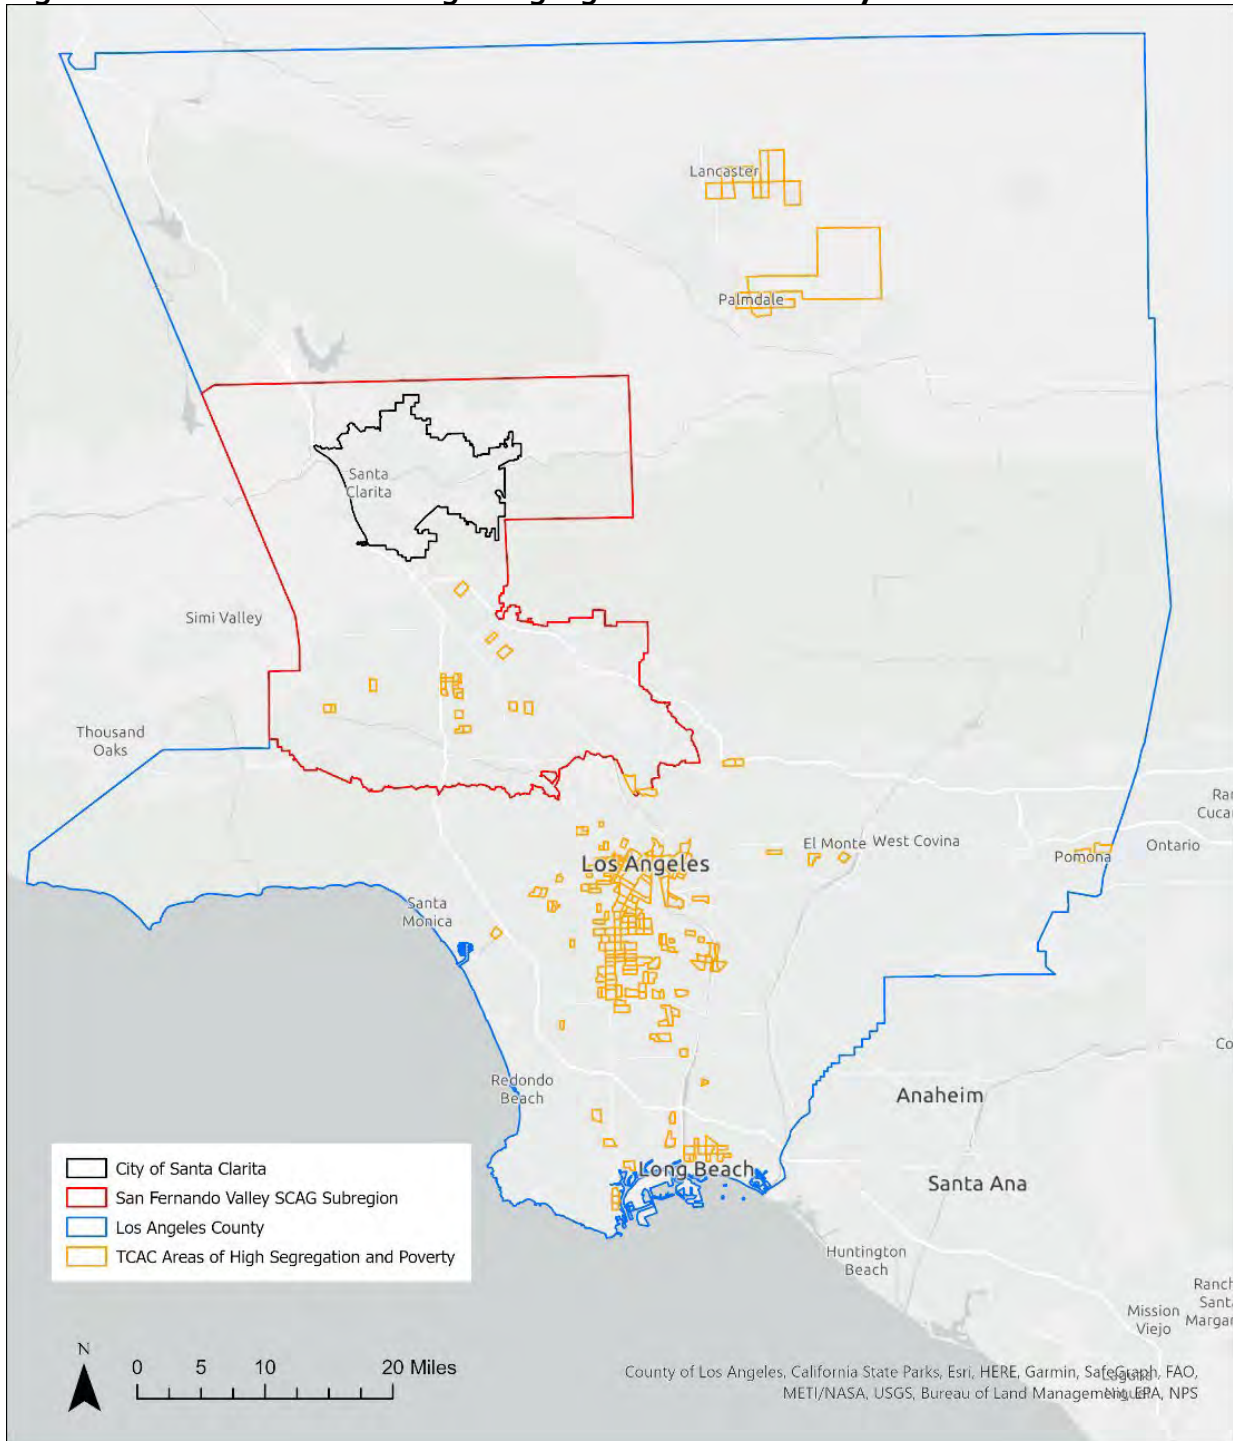 Lancaster
Palmdale
Santa
Clarita
Simi Valley
Thousand
Oaks
El Monte
West Covina
Pomona
Ontario
Los Angeles
Santa
Monica
Redondo
Beach
Anaheim
Long Beach
Santa Ana
Huntington
Beach
Mission
Viejo
City of Santa Clarita
San Fernando Valley SCAG Subregion
Los Angeles County
TCAC Areas of High Segregation and Poverty
N
0 5 10 20 Miles
County of Los Angeles, California State Parks, Esri, HERE, Garmin, SafeGraph, FAO,
METI/NASA, USGS, Bureau of Land Management, EPA, NPS